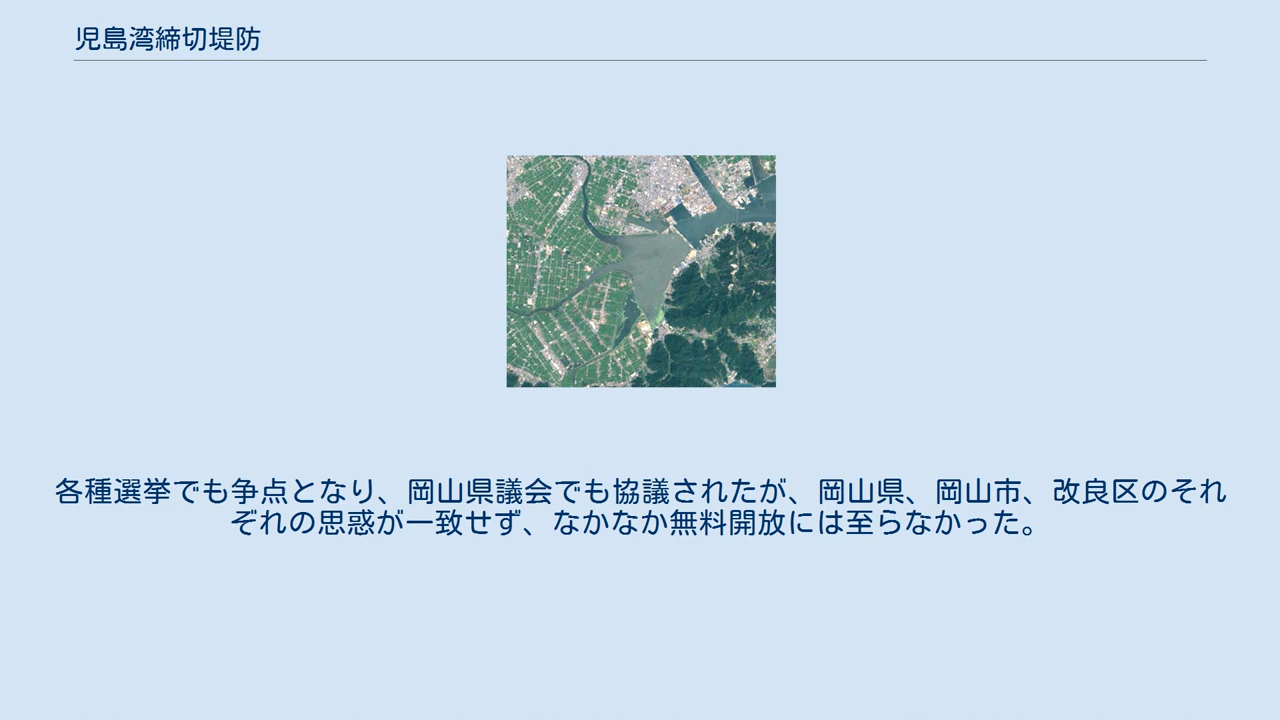 児島湾締切堤防
各種選挙でも争点となり、岡山県議会でも協議されたが、岡山県、岡山市、改良区のそれ
ぞれの思惑が一致せず、なかなか無料開放には至らなかった。